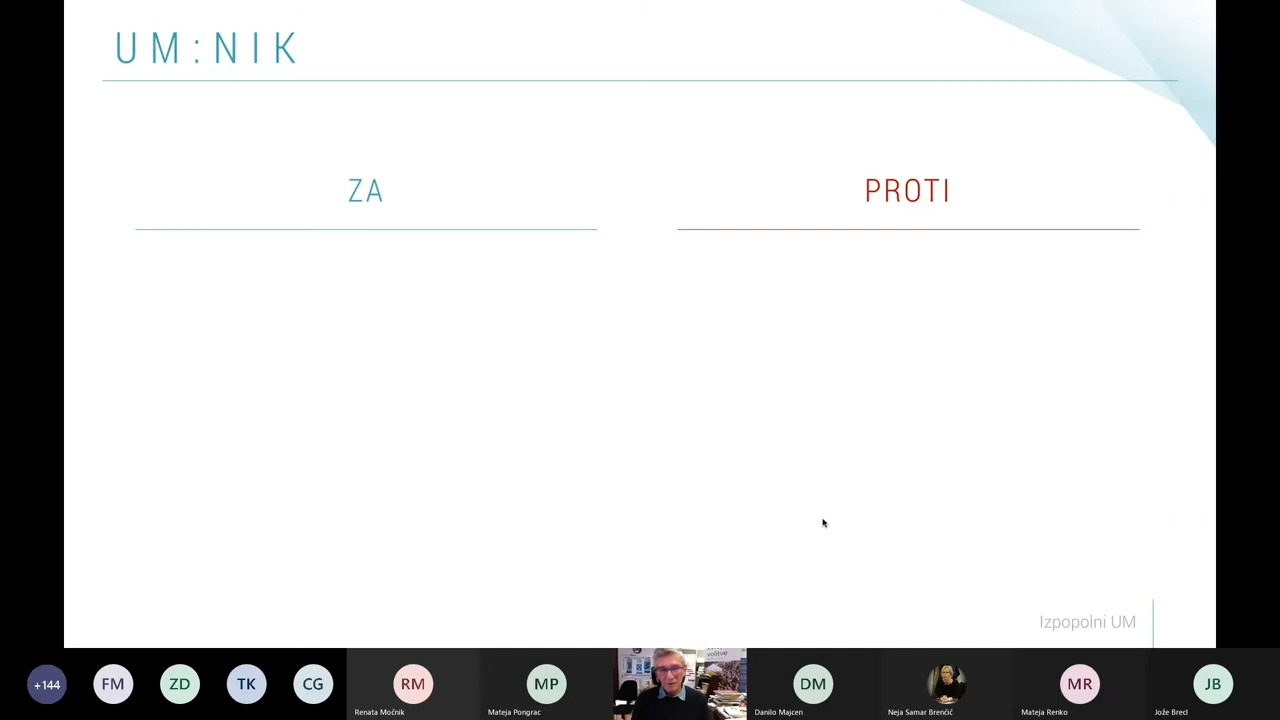 UM:NIK
ZA
PROTI
Izpopolni UM
volitve
+144
FM
ZD
TK
CG
RM
MP
DM
MR
JB
Renata Močnik
Mateja Pongrac
Danilo Majcen
Neja Samar Brenčič
Mateja Renko
Jože Brecl